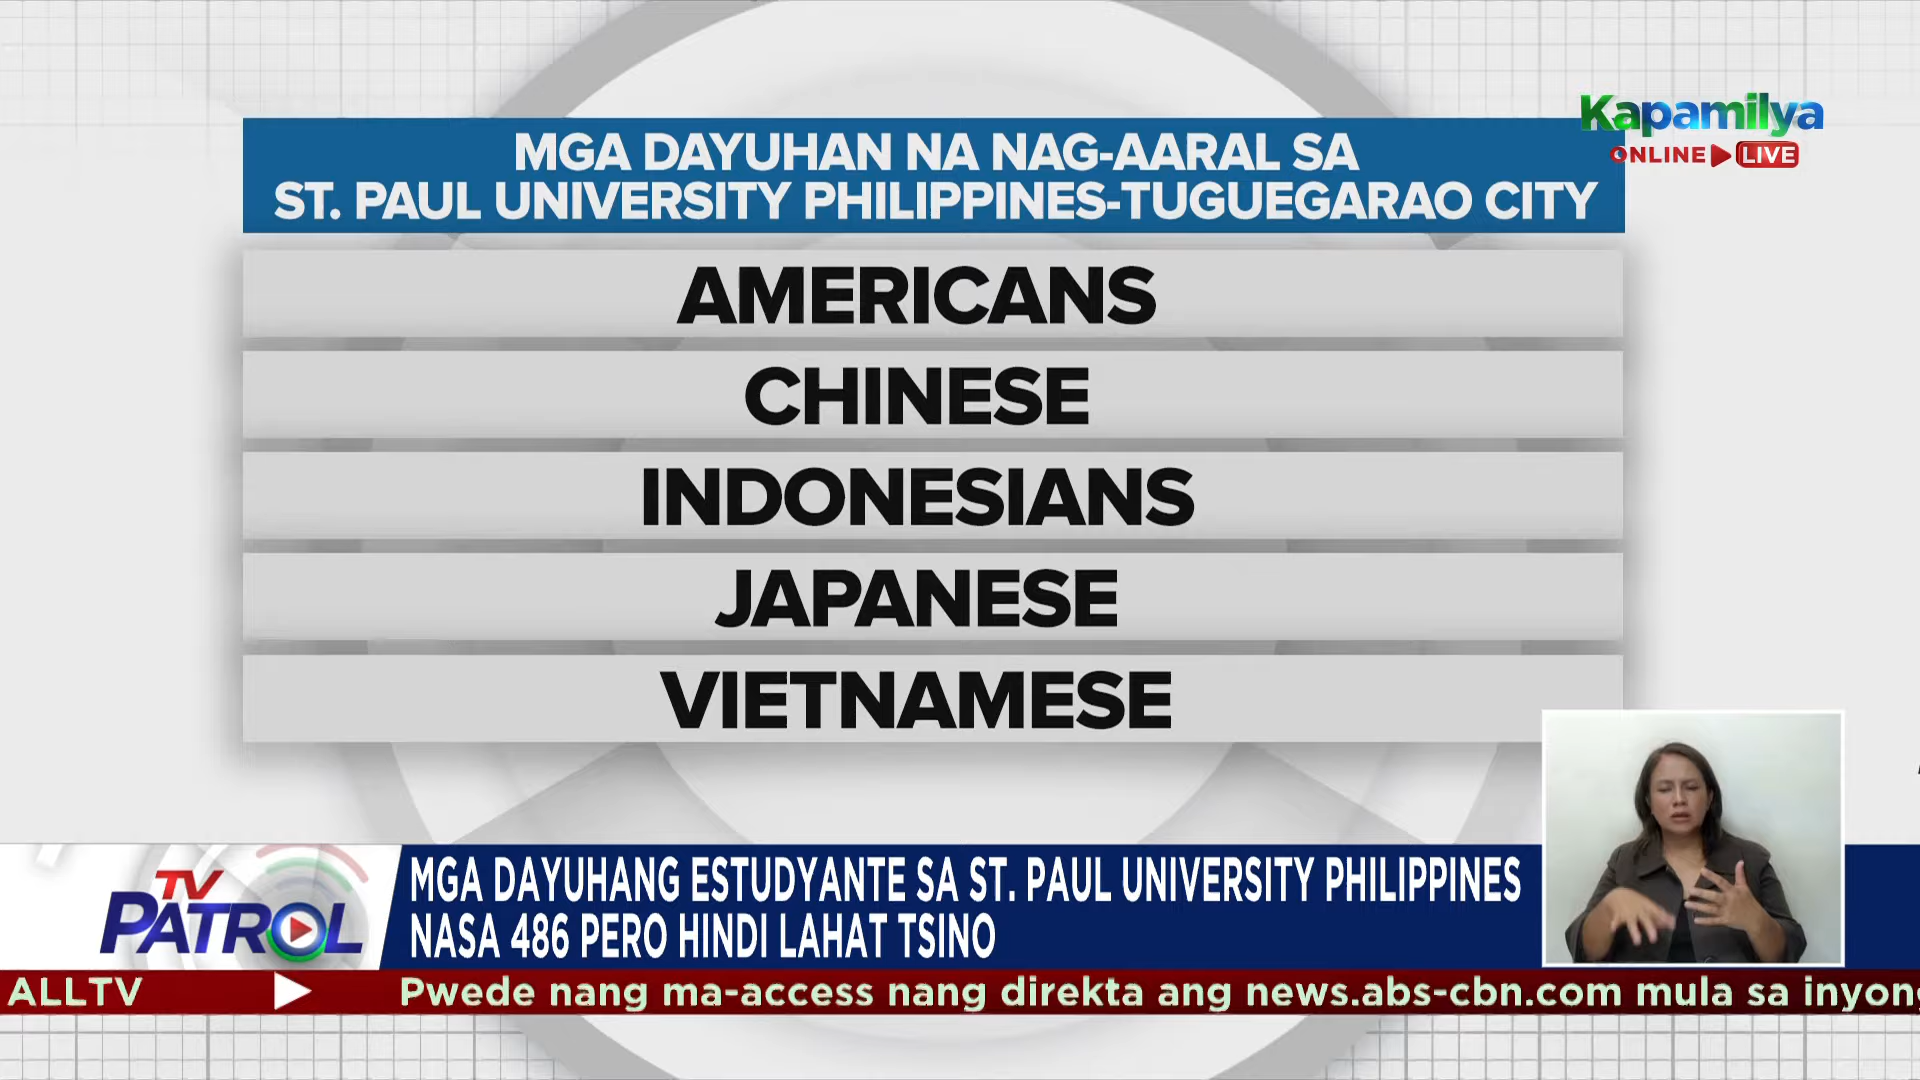 Kapamilya
ONLINE LIVE
MGA DAYUHAN NA NAG-AARAL SA
ST. PAUL UNIVERSITY PHILIPPINES-TUGUEGARAO CITY
AMERICANS
CHINESE
INDONESIANS
JAPANESE
VIETNAMESE
TV PATROL
MGA DAYUHANG ESTUDYANTE SA ST. PAUL UNIVERSITY PHILIPPINES
NASA 486 PERO HINDI LAHAT TSINO
ALLTV Pwede nang ma-access nang direkta ang news.abs-cbn.com mula sa